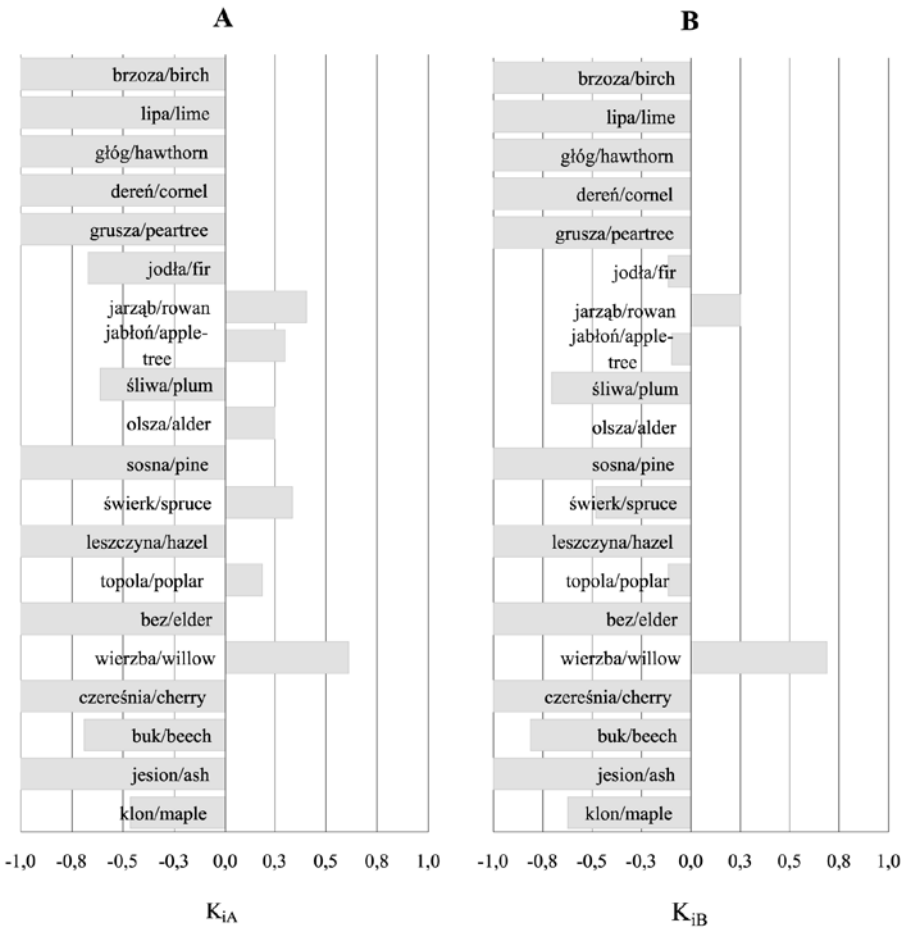 A
brzoza/birch
lipa/lime
głóg/hawthorn
dereń/cornel
grusza/peartree
jodła/fir
jarząb/rowan
jabłoń/apple-
tree
śliwa/plum
olsza/alder
sosna/pine
świerk/spruce
leszczyna/hazel
topola/poplar
bez/elder
wierzba/willow
czereśnia/cherry
buk/beech
jesion/ash
klon/maple
-1,0 -0,8 -0,5 -0,3 0,0 0,3 0,5 0,8 1,0
KiA
B
brzoza/birch
lipa/lime
głóg/hawthorn
dereń/cornel
grusza/peartree
jodła/fir
jarząb/rowan
jabłoń/apple-
tree
śliwa/plum
olsza/alder
sosna/pine
świerk/spruce
leszczyna/hazel
topola/poplar
bez/elder
wierzba/willow
czereśnia/cherry
buk/beech
jesion/ash
klon/maple
-1,0 -0,8 -0,5 -0,3 0,0 0,3 0,5 0,8 1,0
KiB